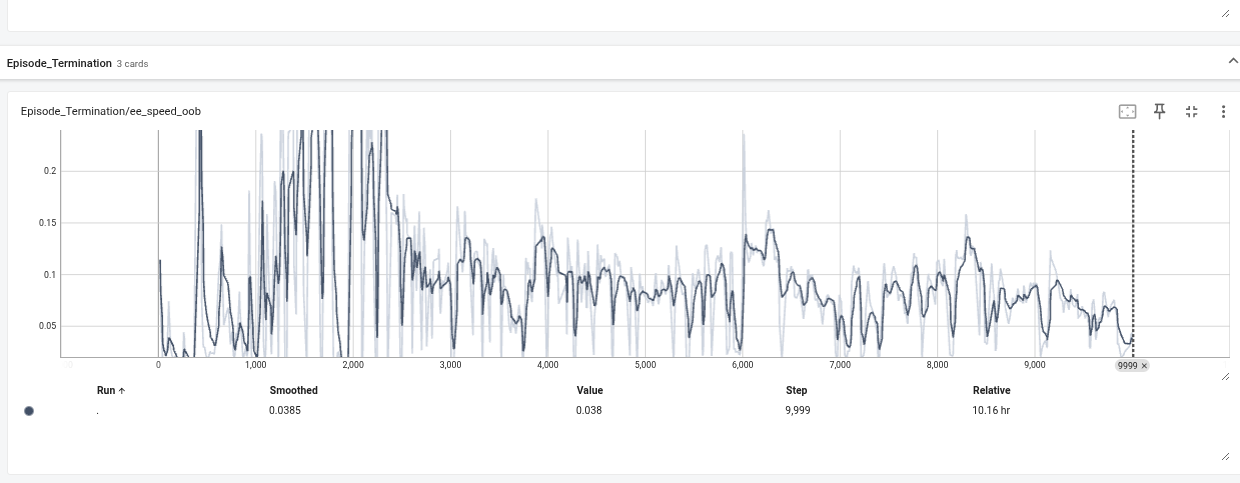 Episode_Termination 3 cards
Episode_Termination/ee_speed_oob
0.2
0.15
0.1
0.05
0 1,000 2,000 3,000 4,000 5,000 6,000 7,000 8,000 9,000 9999 ×
Run ↑ Smoothed Value Step Relative
. 0.0385 0.038 9,999 10.16 hr